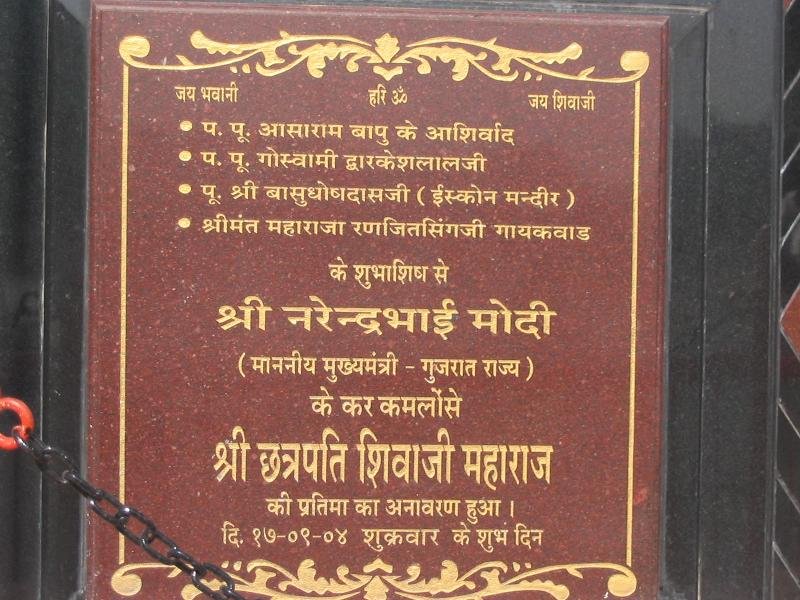 जय भवानी हरि ॐ जय शिवाजी
• प. पू. आसाराम बापु के आशिर्वाद
• प. पू. गोस्वामी द्वारकेशलालजी
• पू. श्री बासुघोषदासजी ( ईस्कोन मन्दीर )
• श्रीमंत महाराजा रणजितसिंगजी गायकवाड
के शुभाशिष से
श्री नरेन्द्रभाई मोदी
( माननीय मुख्यमंत्री - गुजरात राज्य )
के कर कमलोंसे
श्री छत्रपति शिवाजी महाराज
की प्रतिमा का अनावरण हुआ ।
दि. १७-०९-०४ शुक्रवार के शुभ दिन